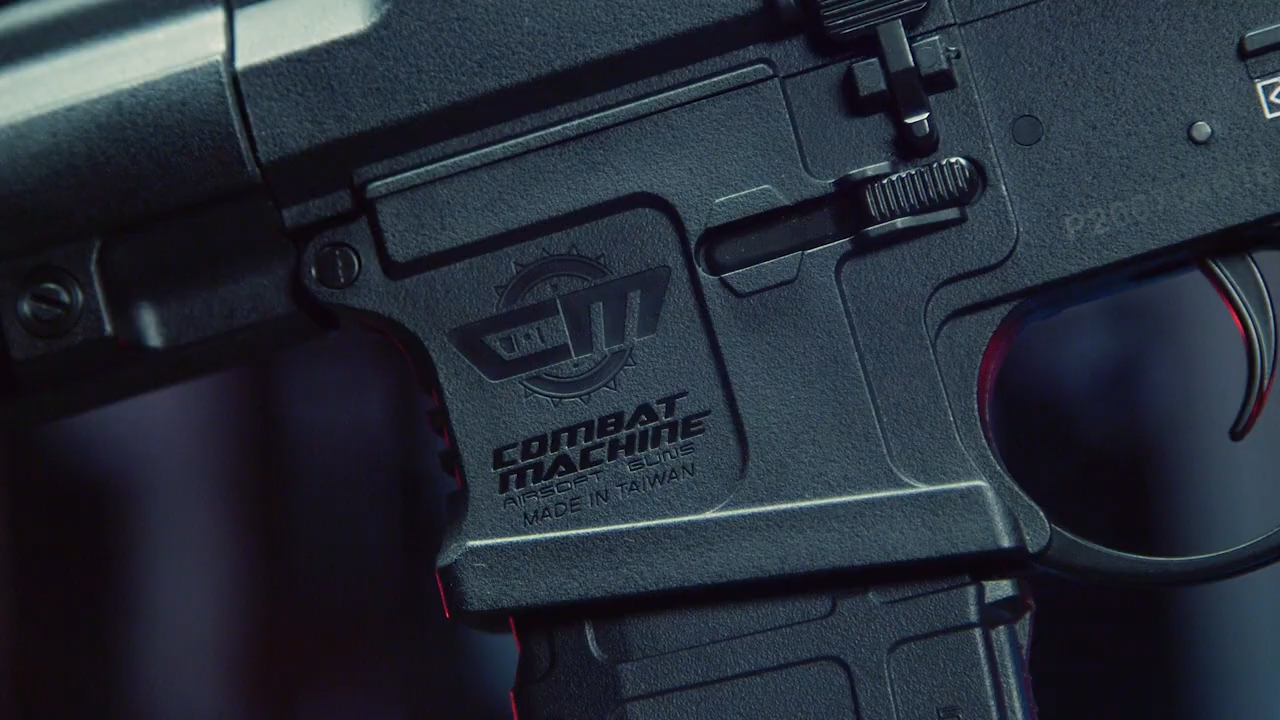 CM
COMBAT
MACHINE
AIRSOFT GUNS
MADE IN TAIWAN